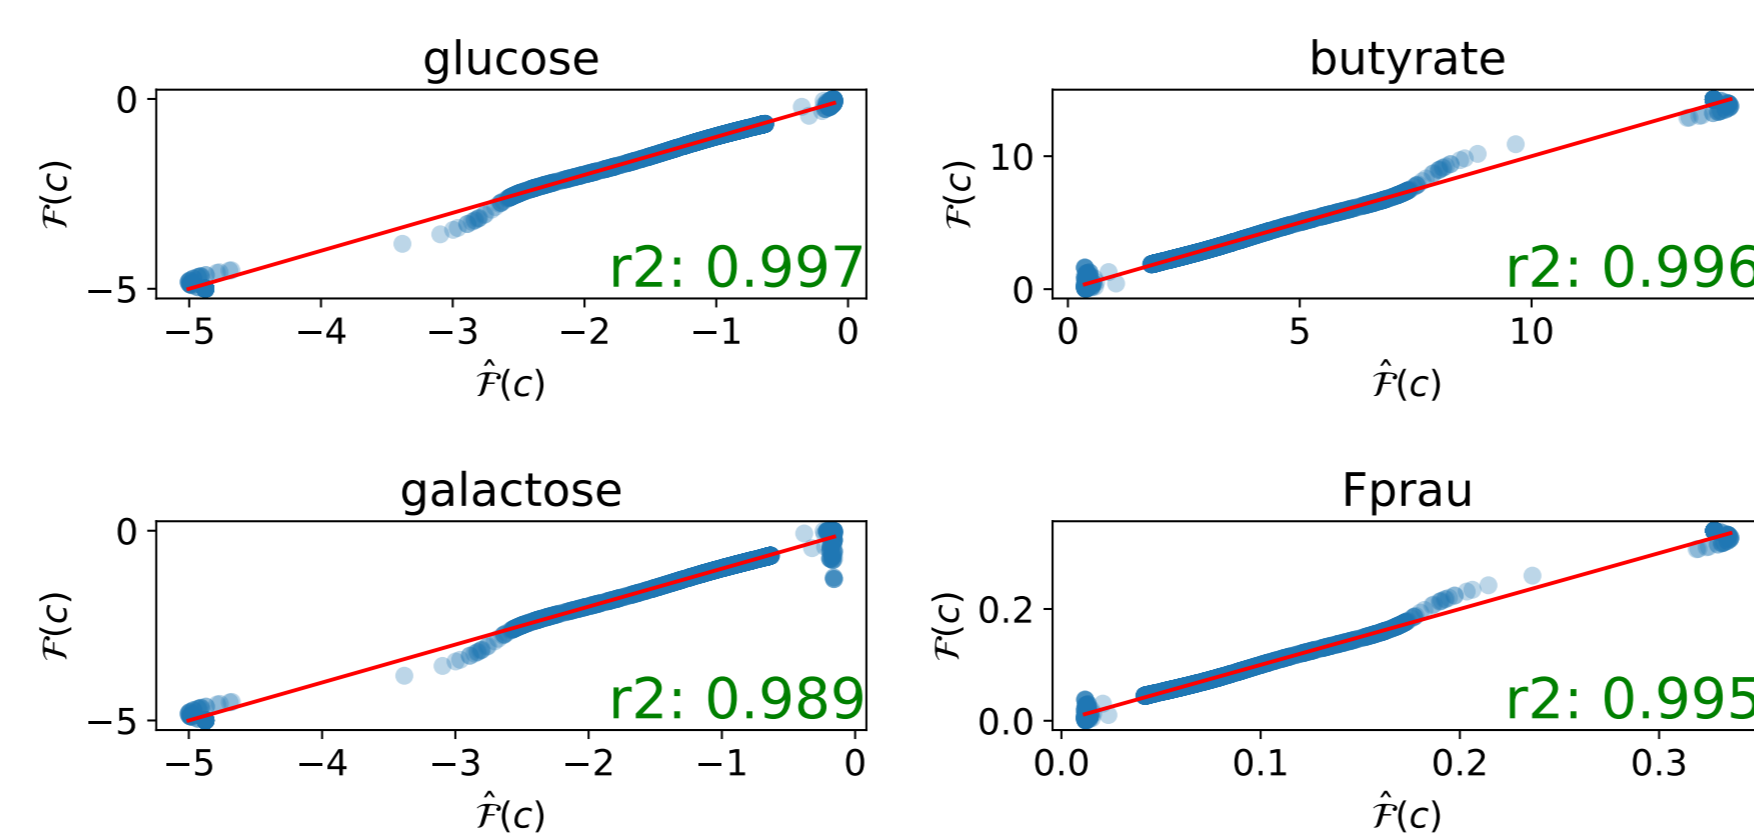 glucose
0
−5
ℱ(c)
r2: 0.997
−5 −4 −3 −2 −1 0
ℱ̂(c)
butyrate
10
0
ℱ(c)
r2: 0.996
0 5 10
ℱ̂(c)
galactose
0
−5
ℱ(c)
r2: 0.989
−5 −4 −3 −2 −1 0
ℱ̂(c)
Fprau
0.2
0.0
ℱ(c)
r2: 0.995
0.0 0.1 0.2 0.3
ℱ̂(c)